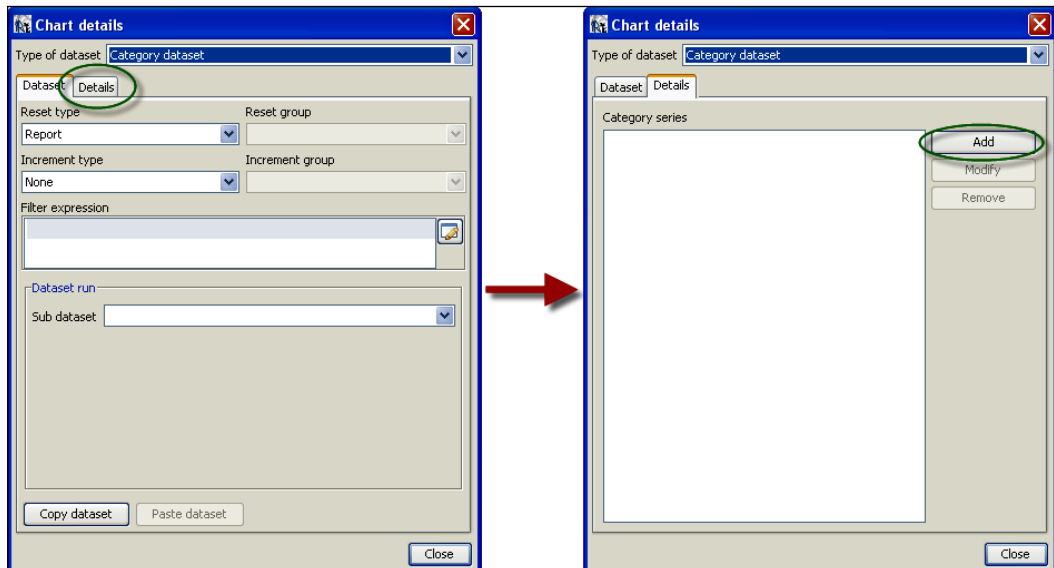 Chart details
Type of dataset Category dataset
Dataset Details
Reset type Reset group
Report
Increment type Increment group
None
Filter expression
Dataset run
Sub dataset
Copy dataset Paste dataset
Close
Chart details
Type of dataset Category dataset
Dataset Details
Category series
Add
Modify
Remove
Close